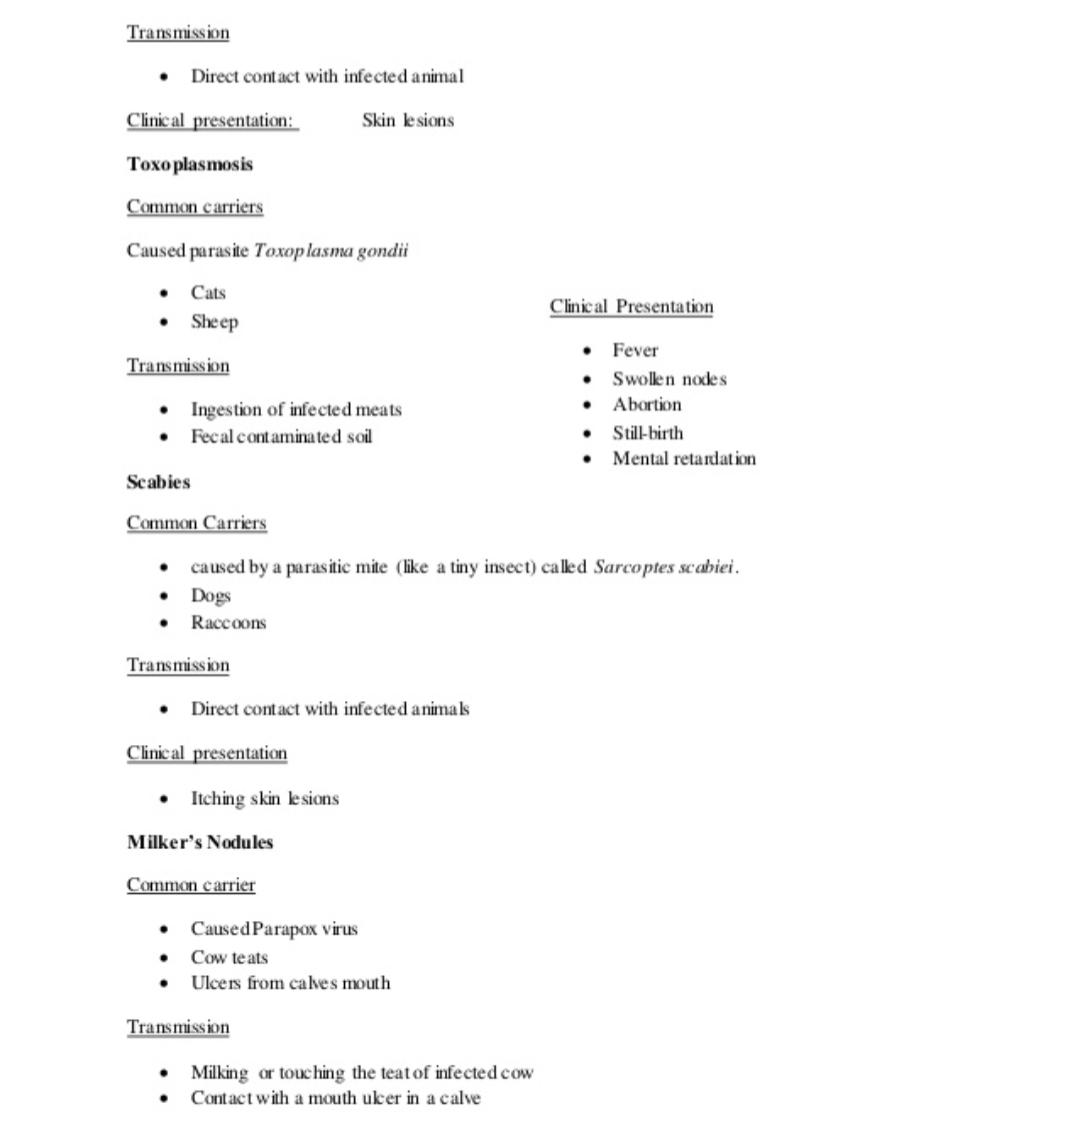 Transmission
• Direct contact with infected animal
Clinical presentation: Skin lesions
Toxoplasmosis
Common carriers
Caused parasite Toxoplasma gondii
• Cats
• Sheep
Transmission
• Ingestion of infected meats
• Fecal contaminated soil
Clinical Presentation
• Fever
• Swollen nodes
• Abortion
• Still-birth
• Mental retardation
Scabies
Common Carriers
• caused by a parasitic mite (like a tiny insect) called Sarcoptes scabiei.
• Dogs
• Raccoons
Transmission
• Direct contact with infected animals
Clinical presentation
• Itching skin lesions
Milker's Nodules
Common carrier
• Caused Parapox virus
• Cow teats
• Ulcers from calves mouth
Transmission
• Milking or touching the teat of infected cow
• Contact with a mouth ulcer in a calve